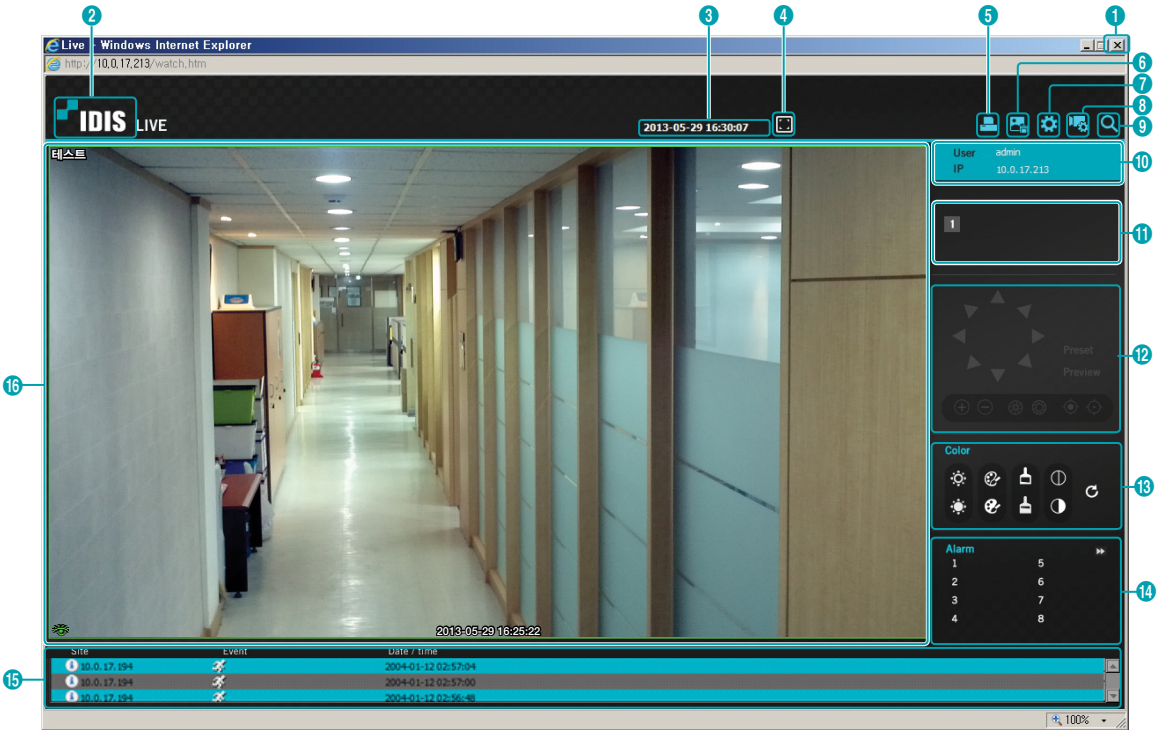 2
3
4
5
1
Live - Windows Internet Explorer
http://10,0,17,213/watch,htm
6
7
8
9
IDIS LIVE
2013-05-29 16:30:07
테스트
User admin
IP 10.0.17.213
10
1
11
Preset
Preview
12
16
Color
13
Alarm
1 5
2 6
3 7
4 8
14
2013-05-29 16:25:22
Site Event Date / time
10.0.17.194 2004-01-12 02:57:04
10.0.17.194 2004-01-12 02:57:00
10.0.17.194 2004-01-12 02:56:48
15
100%